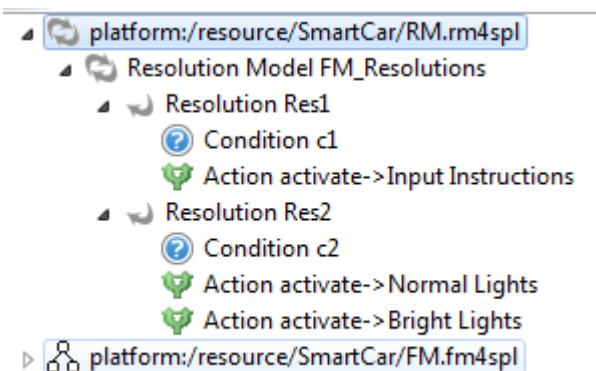 platform:/resource/SmartCar/RM.rm4spl
Resolution Model FM_Resolutions
Resolution Res1
Condition c1
Action activate->Input Instructions
Resolution Res2
Condition c2
Action activate->Normal Lights
Action activate->Bright Lights
platform:/resource/SmartCar/FM.fm4spl